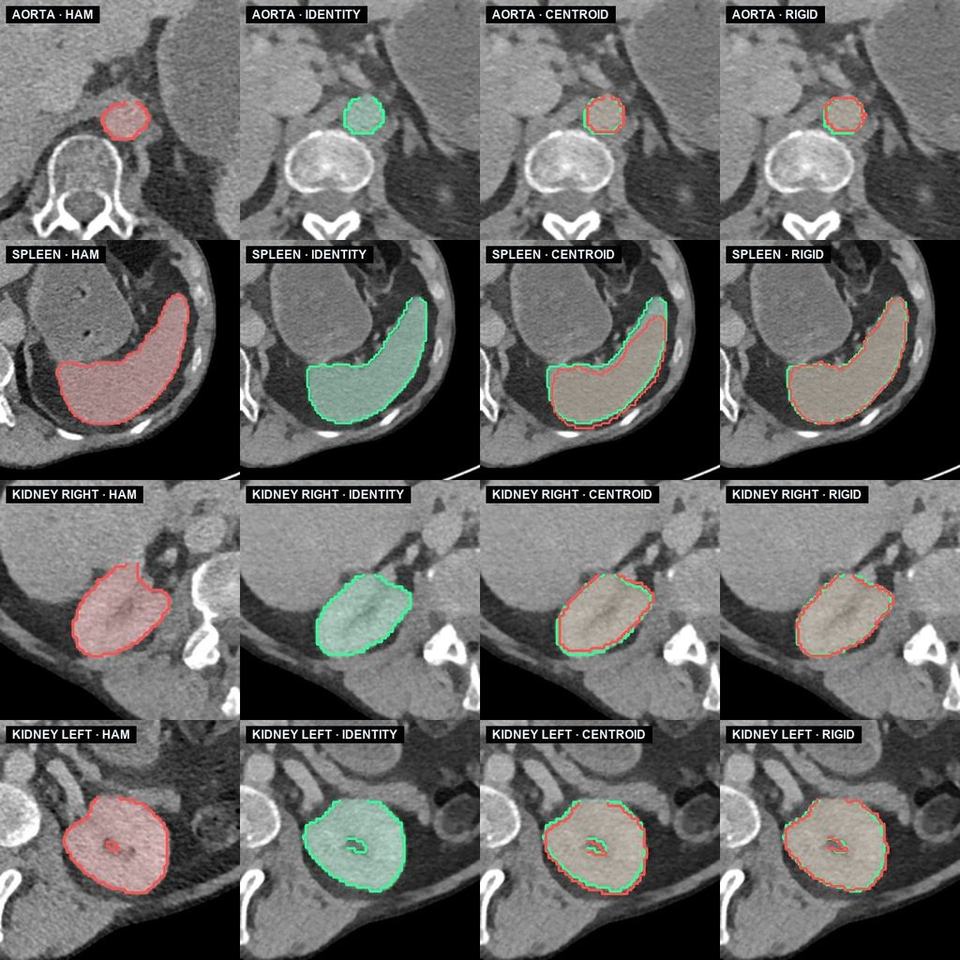 AORTA · HAM
AORTA · IDENTITY
AORTA · CENTROID
AORTA · RIGID
SPLEEN · HAM
SPLEEN · IDENTITY
SPLEEN · CENTROID
SPLEEN · RIGID
KIDNEY RIGHT · HAM
KIDNEY RIGHT · IDENTITY
KIDNEY RIGHT · CENTROID
KIDNEY RIGHT · RIGID
KIDNEY LEFT · HAM
KIDNEY LEFT · IDENTITY
KIDNEY LEFT · CENTROID
KIDNEY LEFT · RIGID